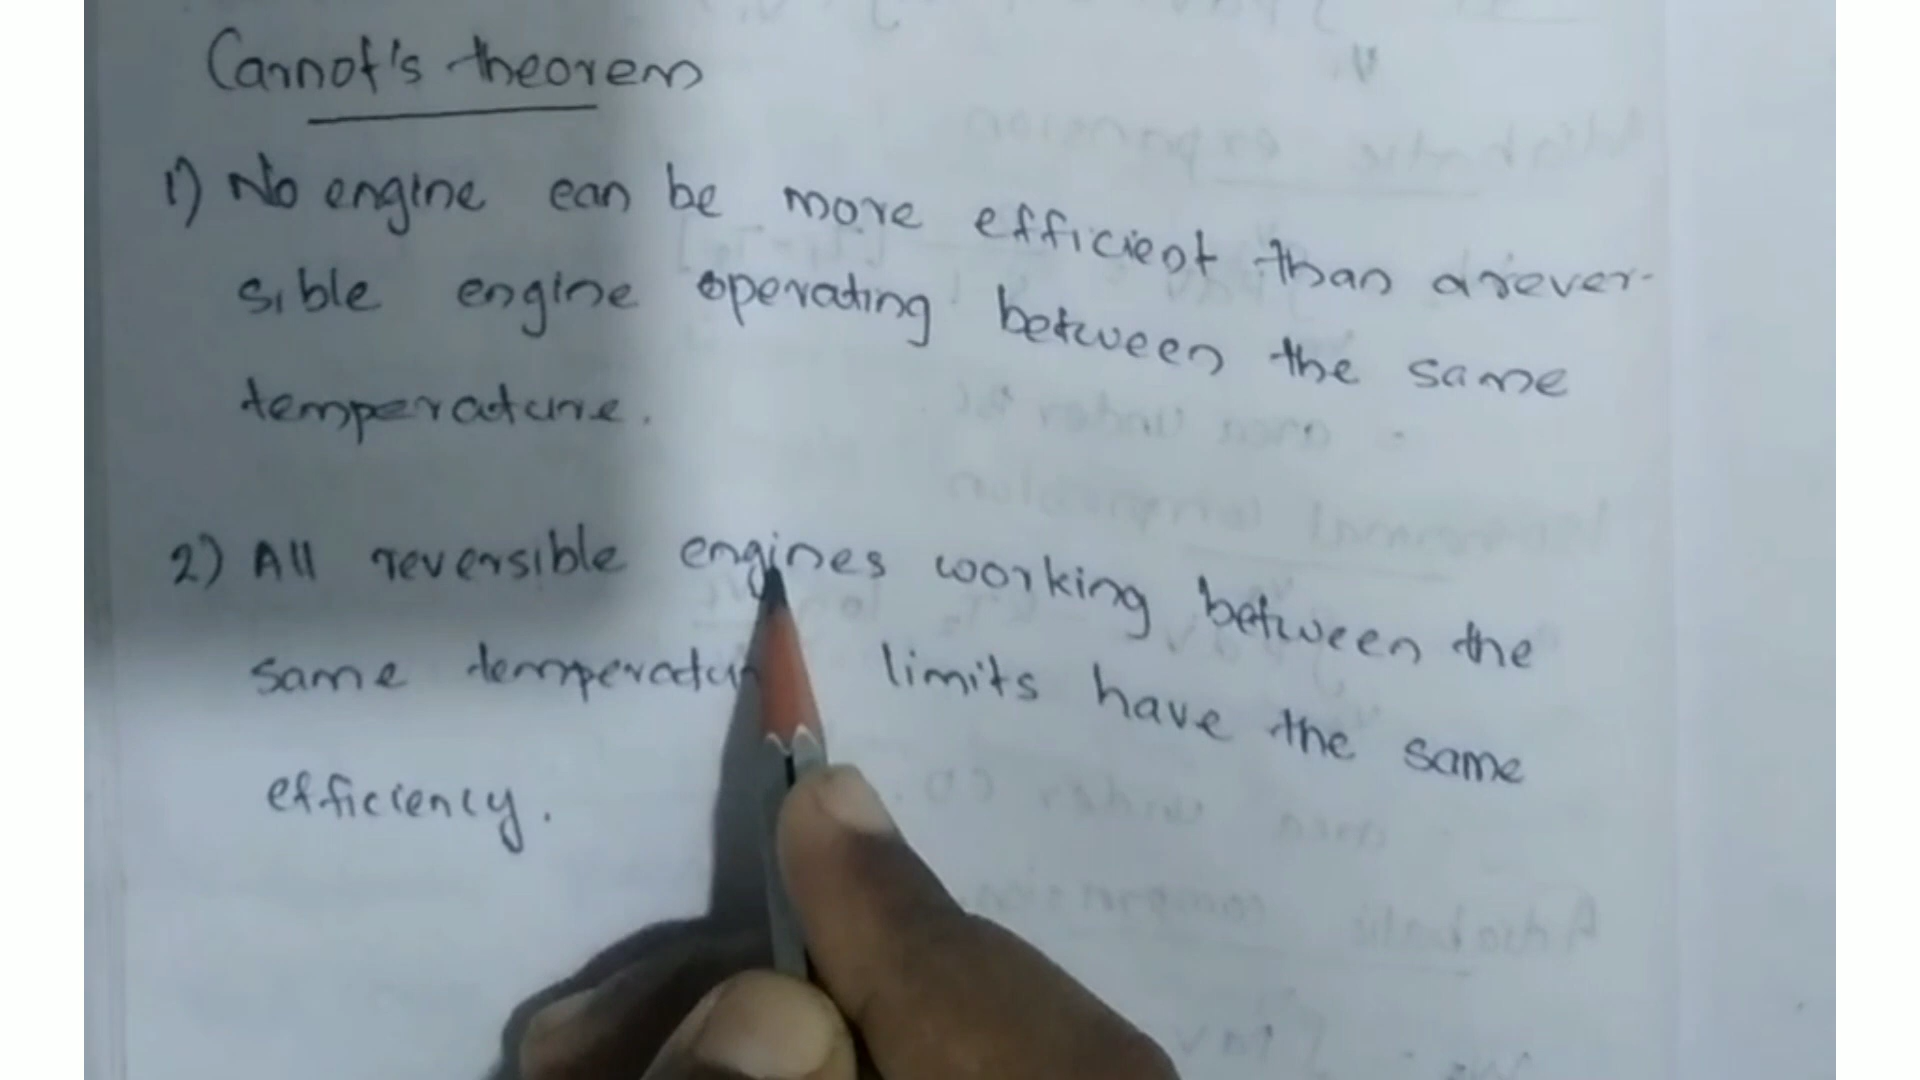 Carnot's theorem
1) No engine can be more efficient than a rever-
sible engine operating between the same
temperature.
2) All reversible engines working between the
same temperatu limits have the same
efficiency.